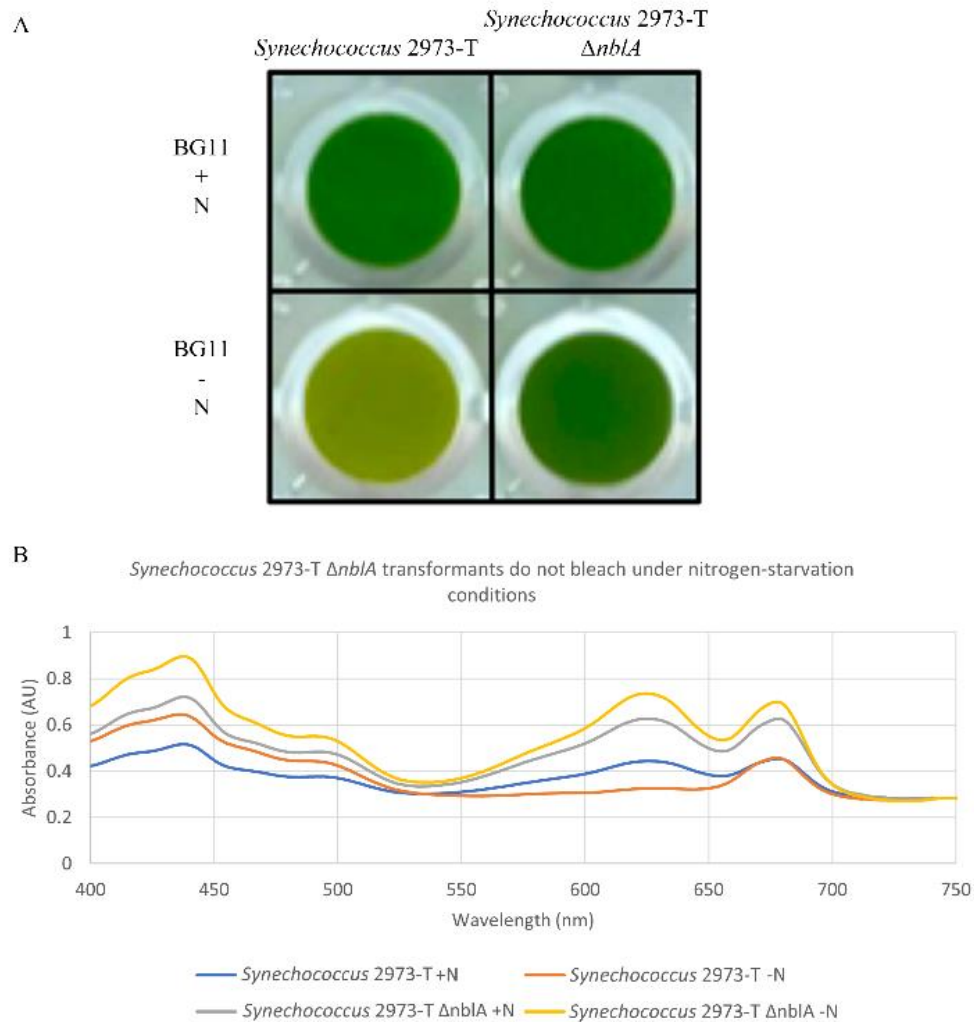 A
Synechococcus 2973-T
Synechococcus 2973-T
ΔnblA
BG11
+
N
BG11
-
N
B
Synechococcus 2973-T ΔnblA transformants do not bleach under nitrogen-starvation
conditions
Absorbance (AU)
1
0.8
0.6
0.4
0.2
0
400 450 500 550 600 650 700 750
Wavelength (nm)
Synechococcus 2973-T +N
Synechococcus 2973-T -N
Synechococcus 2973-T ΔnblA +N
Synechococcus 2973-T ΔnblA -N